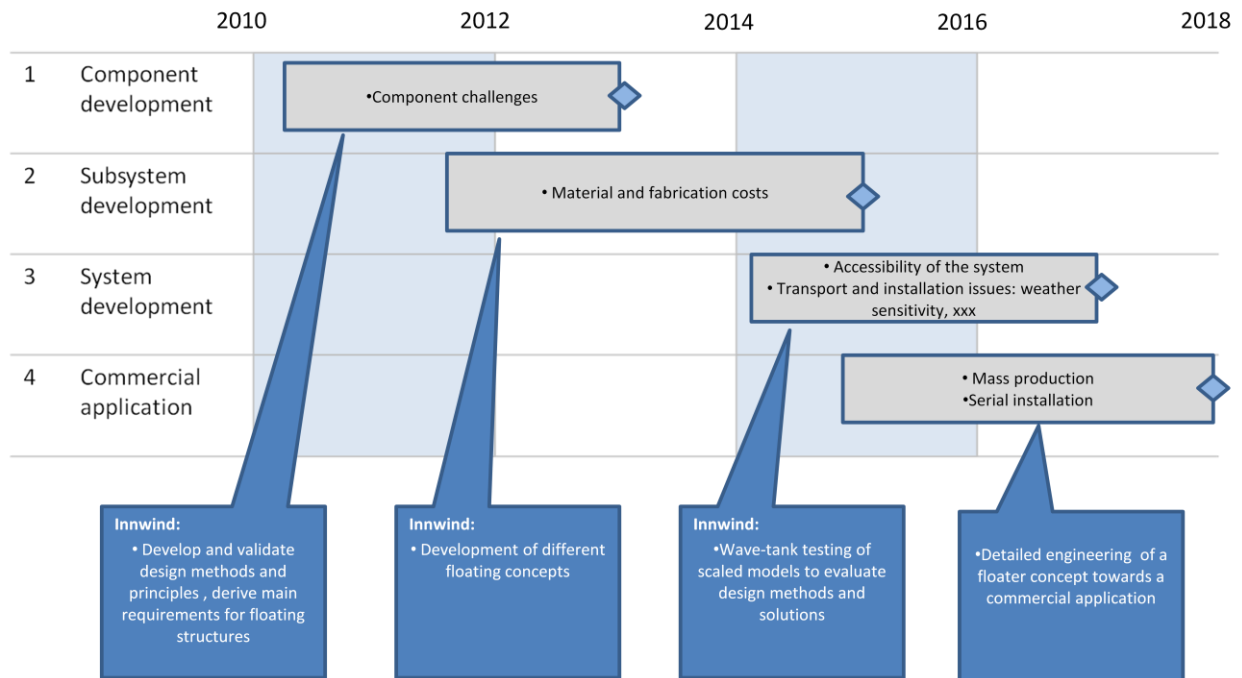 2010 2012 2014 2016 2018
1 Component
development
•Component challenges
2 Subsystem
development
• Material and fabrication costs
3 System
development
• Accessibility of the system
• Transport and installation issues: weather
sensitivity, xxx
4 Commercial
application
• Mass production
•Serial installation
Innwind:
• Develop and validate
design methods and
principles , derive main
requirements for floating
structures
Innwind:
• Development of different
floating concepts
Innwind:
•Wave-tank testing of
scaled models to evaluate
design methods and
solutions
•Detailed engineering of a
floater concept towards a
commercial application